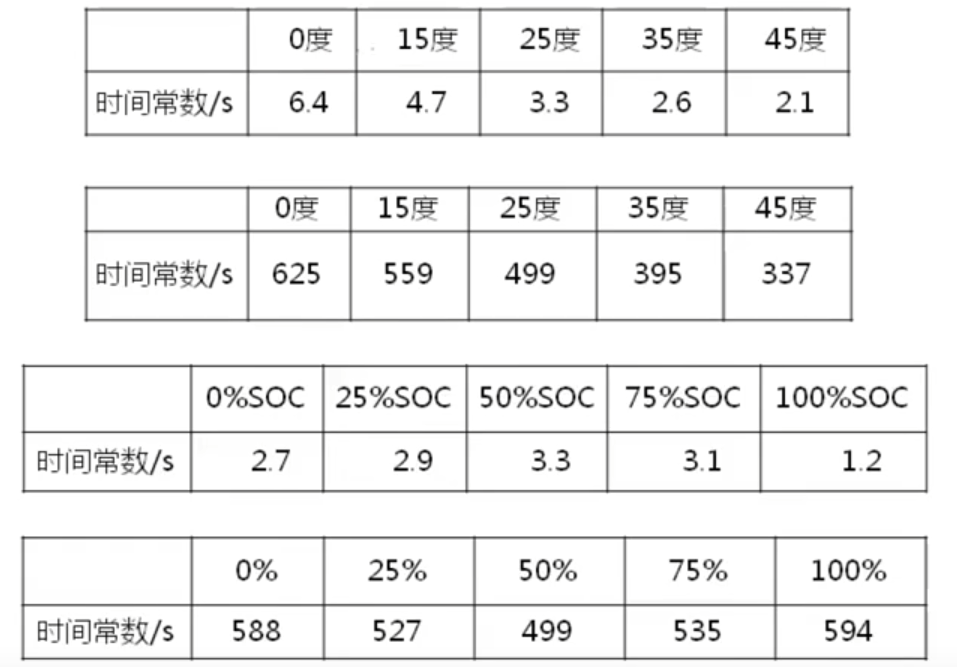 0度 15度 25度 35度 45度
时间常数/s 6.4 4.7 3.3 2.6 2.1
0度 15度 25度 35度 45度
时间常数/s 625 559 499 395 337
0%SOC 25%SOC 50%SOC 75%SOC 100%SOC
时间常数/s 2.7 2.9 3.3 3.1 1.2
0% 25% 50% 75% 100%
时间常数/s 588 527 499 535 594